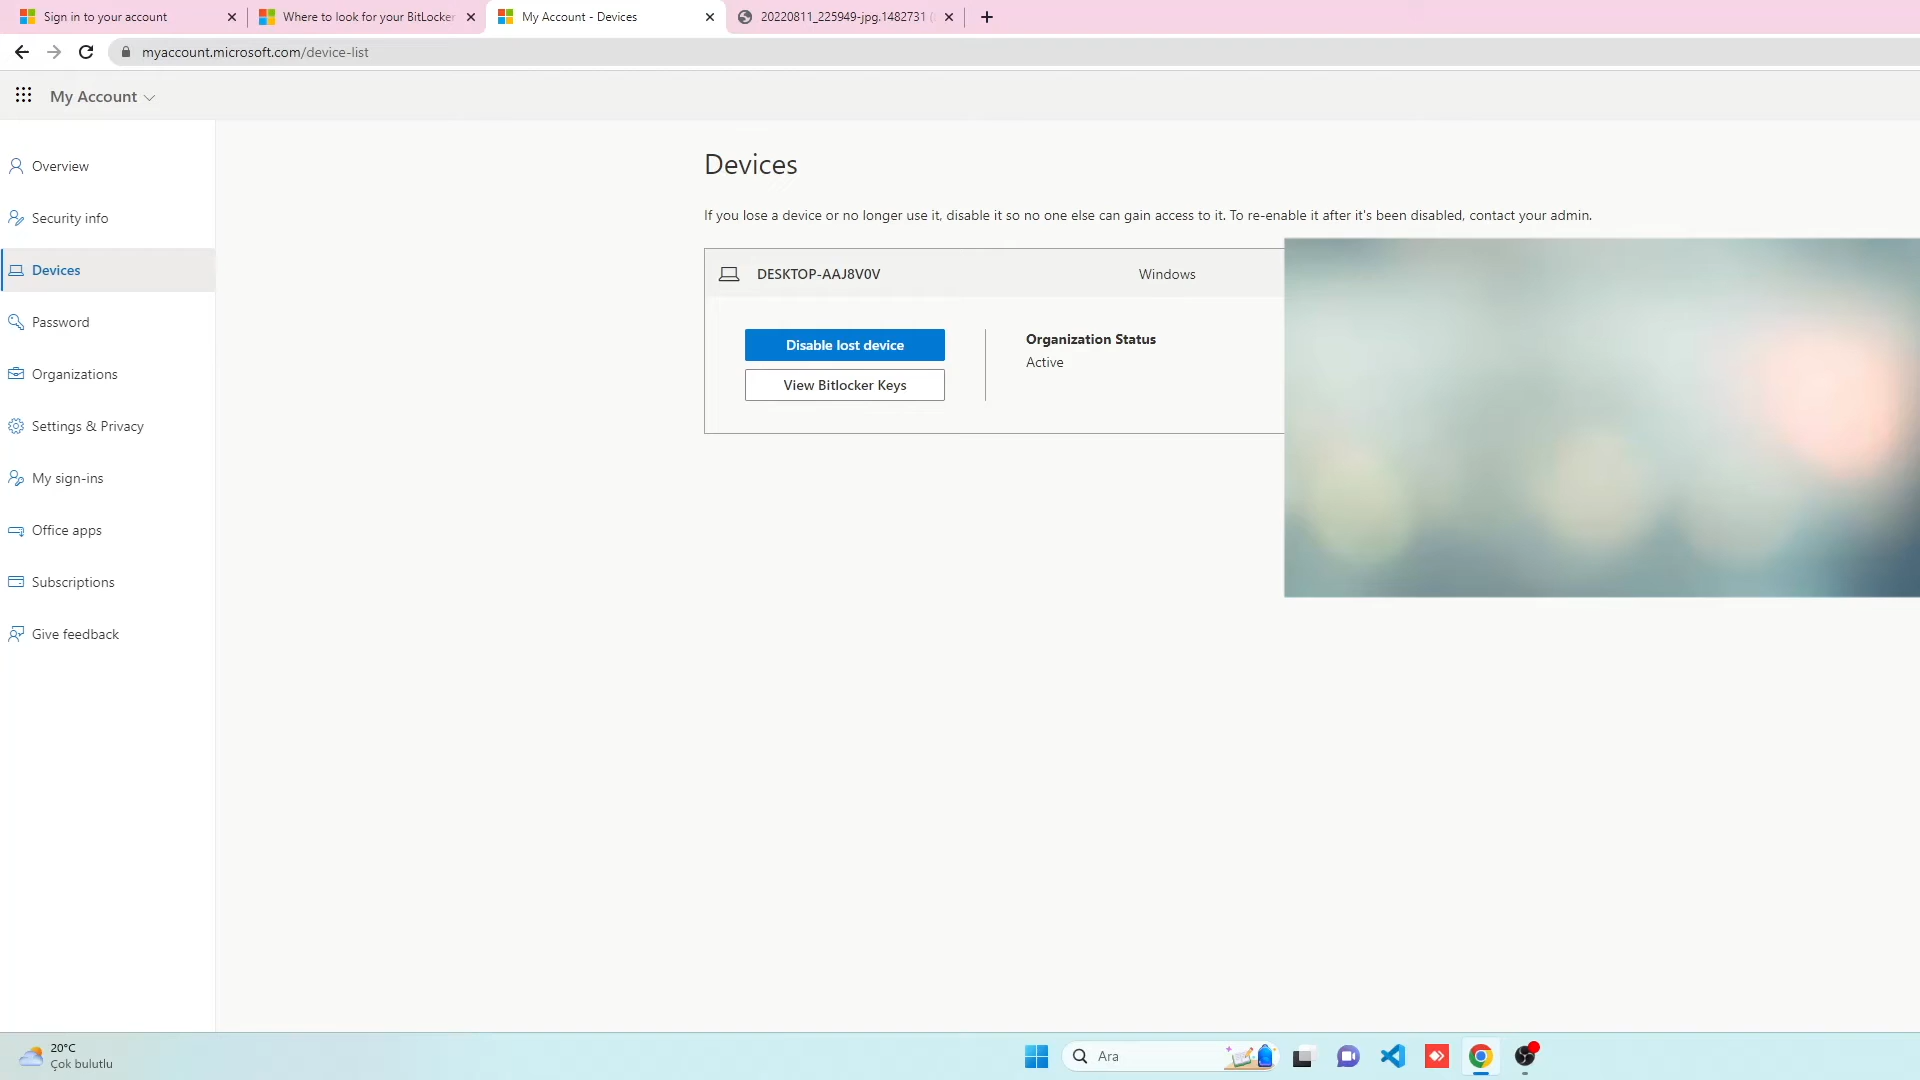 Sign in to your account
Where to look for your BitLocker
My Account - Devices
20220811_225949-jpg.1482731 (
myaccount.microsoft.com/device-list
My Account
Overview
Security info
Devices
Password
Organizations
Settings & Privacy
My sign-ins
Office apps
Subscriptions
Give feedback
Devices
If you lose a device or no longer use it, disable it so no one else can gain access to it. To re-enable it after it's been disabled, contact your admin.
DESKTOP-AAJ8V0V
Windows
Disable lost device
View Bitlocker Keys
Organization Status
Active
20°C
Çok bulutlu
Ara